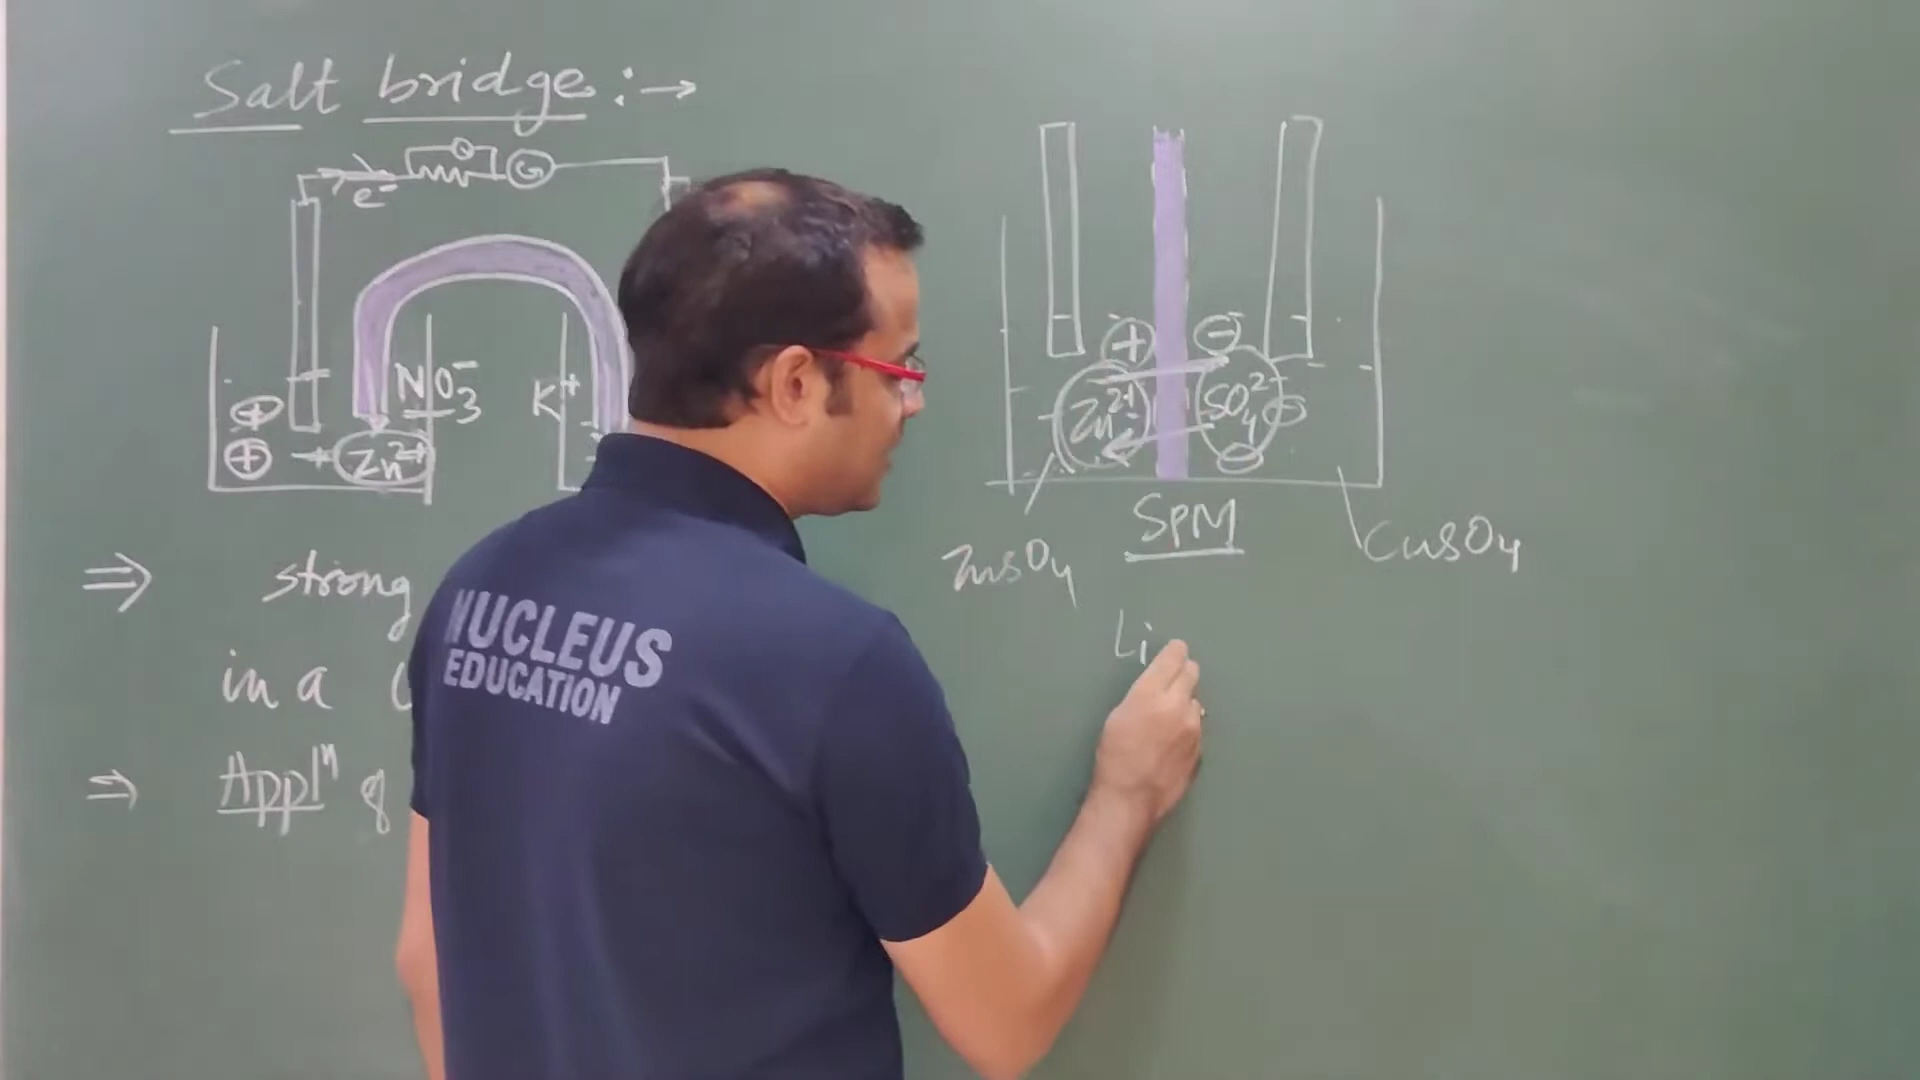 Salt bridge :→
e⁻ G
NO₃⁻ K⁺
+
+ → Zn²⁺
⇒ strong
in a
⇒ Applⁿ of
+ −
Zn²⁺ SO₄²⁻
SPM
ZnSO₄ CuSO₄
Li
NUCLEUS
EDUCATION